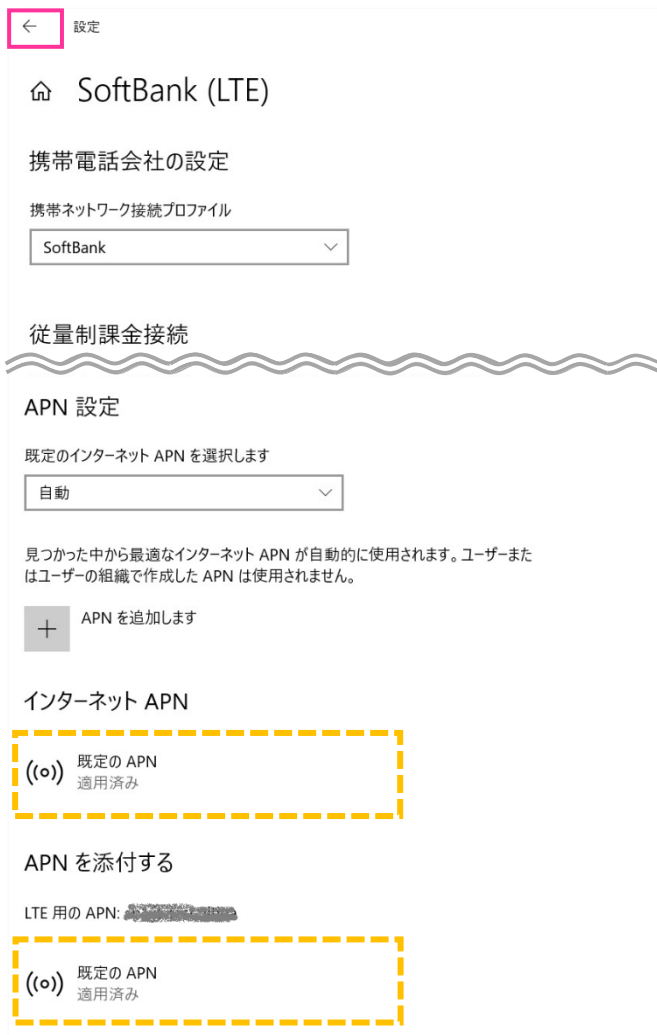 設定
SoftBank (LTE)
携帯電話会社の設定
携帯ネットワーク接続プロファイル
SoftBank
従量制課金接続
APN 設定
既定のインターネット APN を選択します
自動
見つかった中から最適なインターネット APN が自動的に使用されます。ユーザーまた
はユーザーの組織で作成した APN は使用されません。
APN を追加します
インターネット APN
既定の APN
適用済み
APN を添付する
LTE 用の APN:
既定の APN
適用済み